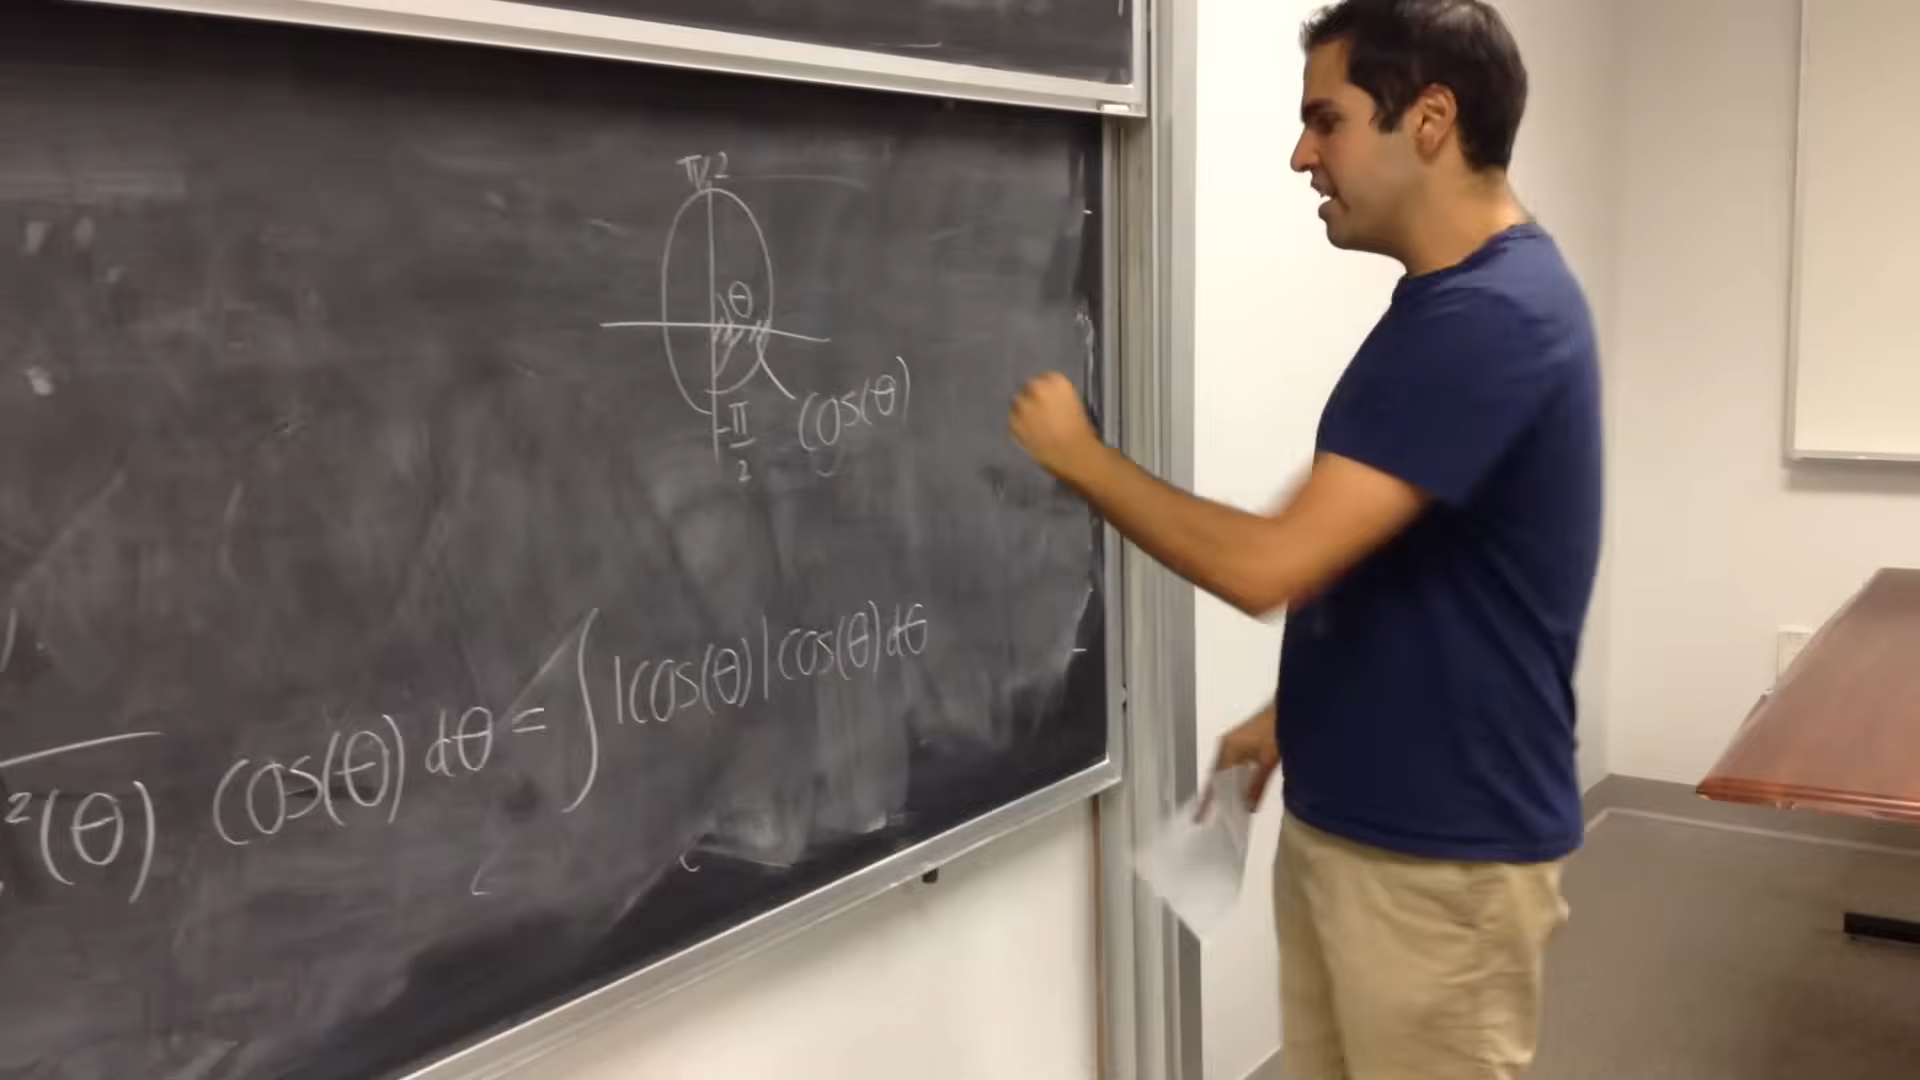 π/2
θ
cos(θ)
-π/2
²(θ) cos(θ) dθ = ∫ |cos(θ)| cos(θ) dθ